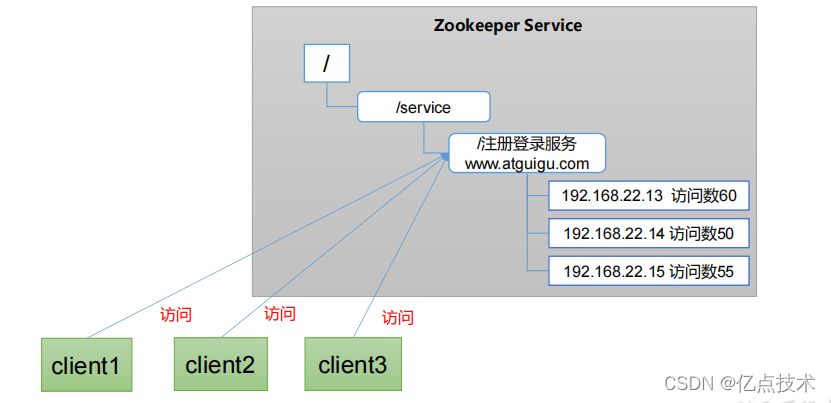 Zookeeper Service
/
/service
/注册登录服务
www.atguigu.com
192.168.22.13 访问数60
192.168.22.14 访问数50
192.168.22.15 访问数55
访问
访问
访问
client1
client2
client3
CSDN @亿点技术